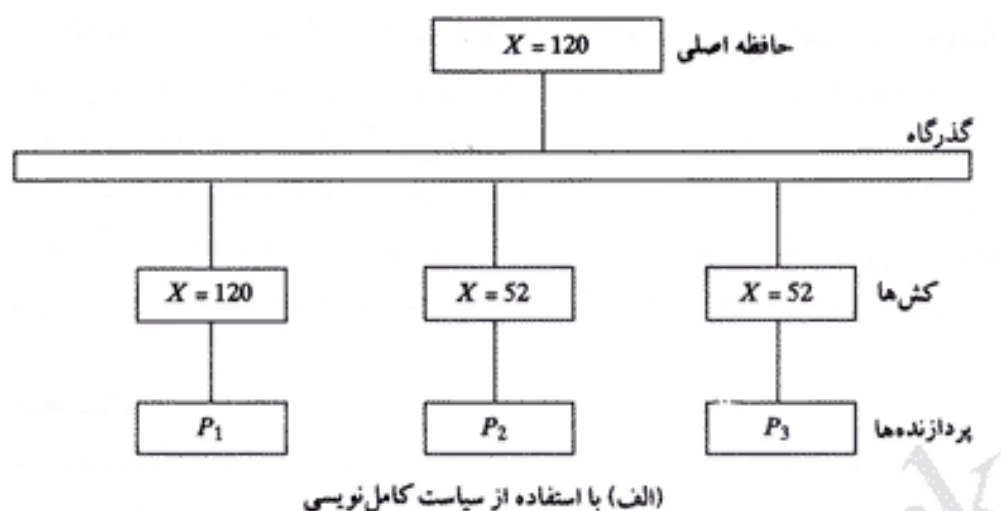 X = 120 حافظه اصلی
گذرگاه
X = 120 X = 52 X = 52 کش‌ها
P1 P2 P3 پردازنده‌ها
(الف) با استفاده از سیاست کامل‌نویسی